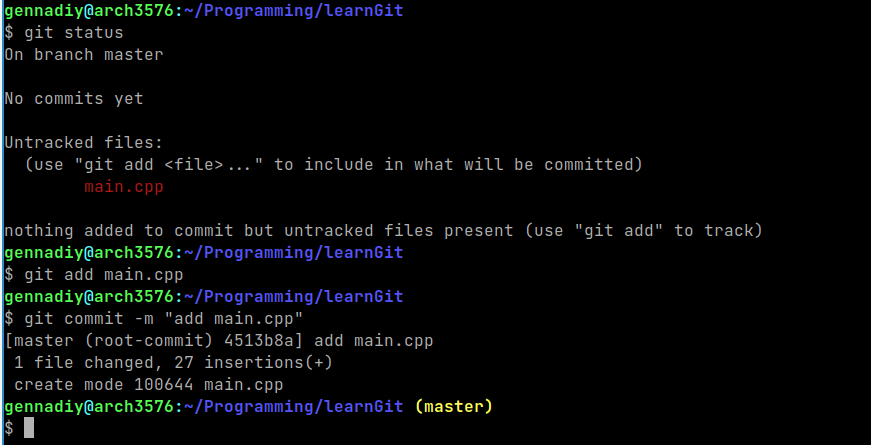 gennadiy@arch3576:~/Programming/learnGit
$ git status
On branch master
No commits yet
Untracked files:
  (use "git add <file>..." to include in what will be committed)
        main.cpp
nothing added to commit but untracked files present (use "git add" to track)
gennadiy@arch3576:~/Programming/learnGit
$ git add main.cpp
gennadiy@arch3576:~/Programming/learnGit
$ git commit -m "add main.cpp"
[master (root-commit) 4513b8a] add main.cpp
 1 file changed, 27 insertions(+)
 create mode 100644 main.cpp
gennadiy@arch3576:~/Programming/learnGit (master)
$